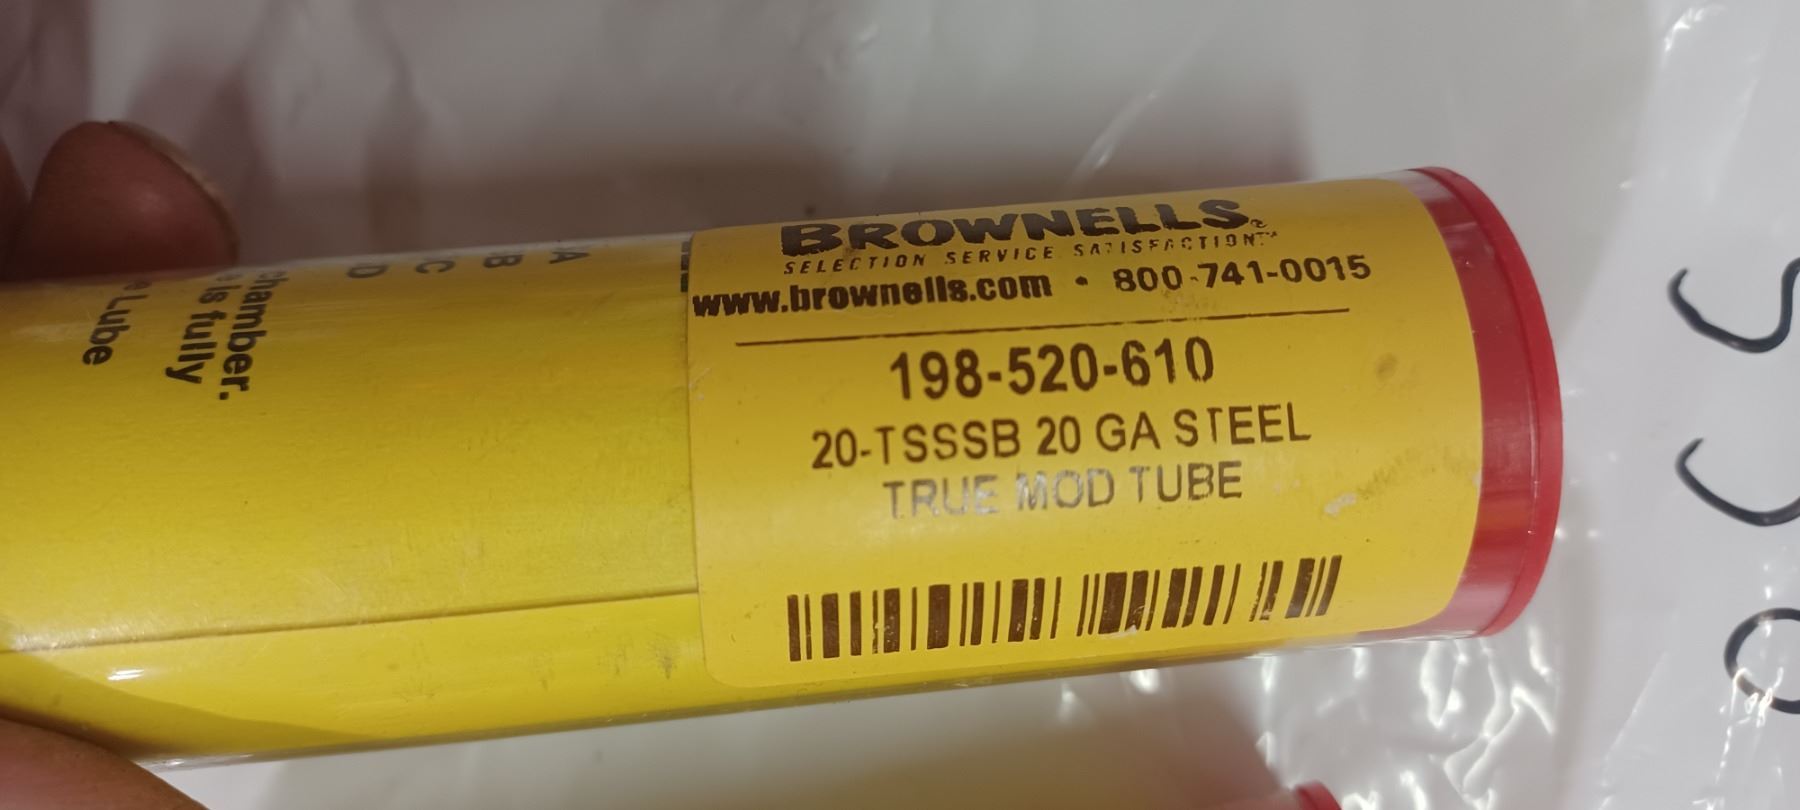 BROWNELLS®
SELECTION SERVICE SATISFACTION™
www.brownells.com • 800-741-0015
198-520-610
20-TSSSB 20 GA STEEL
TRUE MOD TUBE
A
B
C
D
chamber.
is fully
Lube